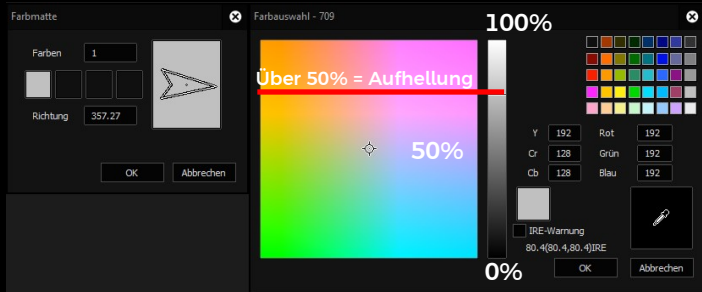 Farbmatte
Farben 1
Richtung 357.27
OK Abbrechen
Farbauswahl - 709
100%
Über 50% = Aufhellung
50%
0%
Y 192 Rot 192
Cr 128 Grün 192
Cb 128 Blau 192
IRE-Warnung
80.4(80.4,80.4)IRE
OK Abbrechen